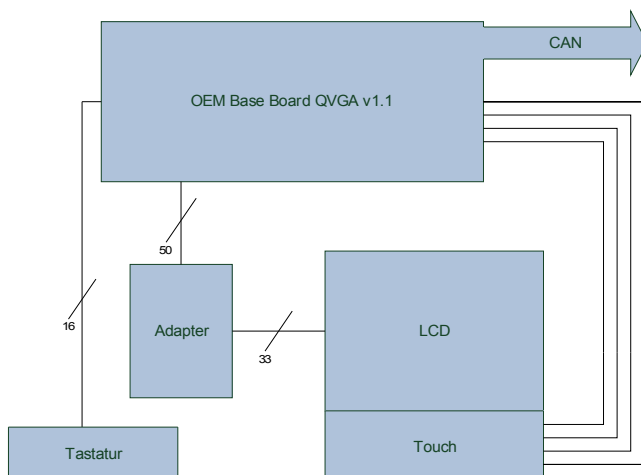 CAN
OEM Base Board QVGA v1.1
50
16
Adapter
LCD
33
Tastatur
Touch